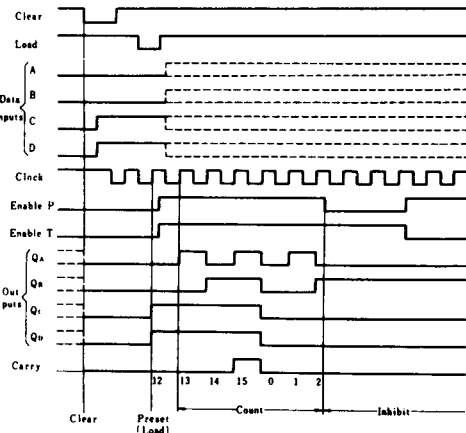 Clear
Load
A
B
Data
Inputs
C
D
Clock
Enable P
Enable T
QA
QB
Out
puts
QC
QD
Carry
12 13 14 15 0 1 2
Count Inhibit
Clear Preset
[Load]